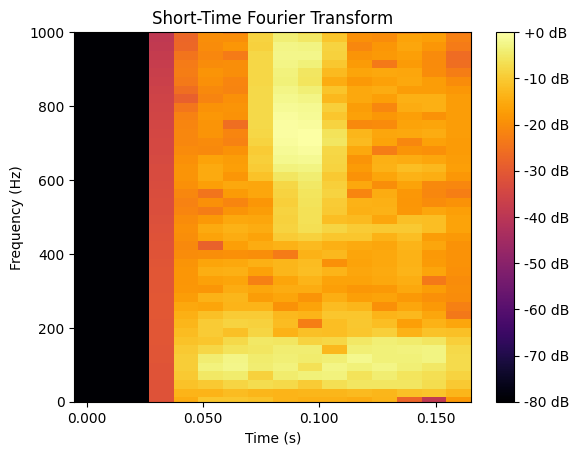 Short-Time Fourier Transform
1000
800
600
400
200
0
Frequency (Hz)
0.000
0.050
0.100
0.150
Time (s)
+0 dB
-10 dB
-20 dB
-30 dB
-40 dB
-50 dB
-60 dB
-70 dB
-80 dB